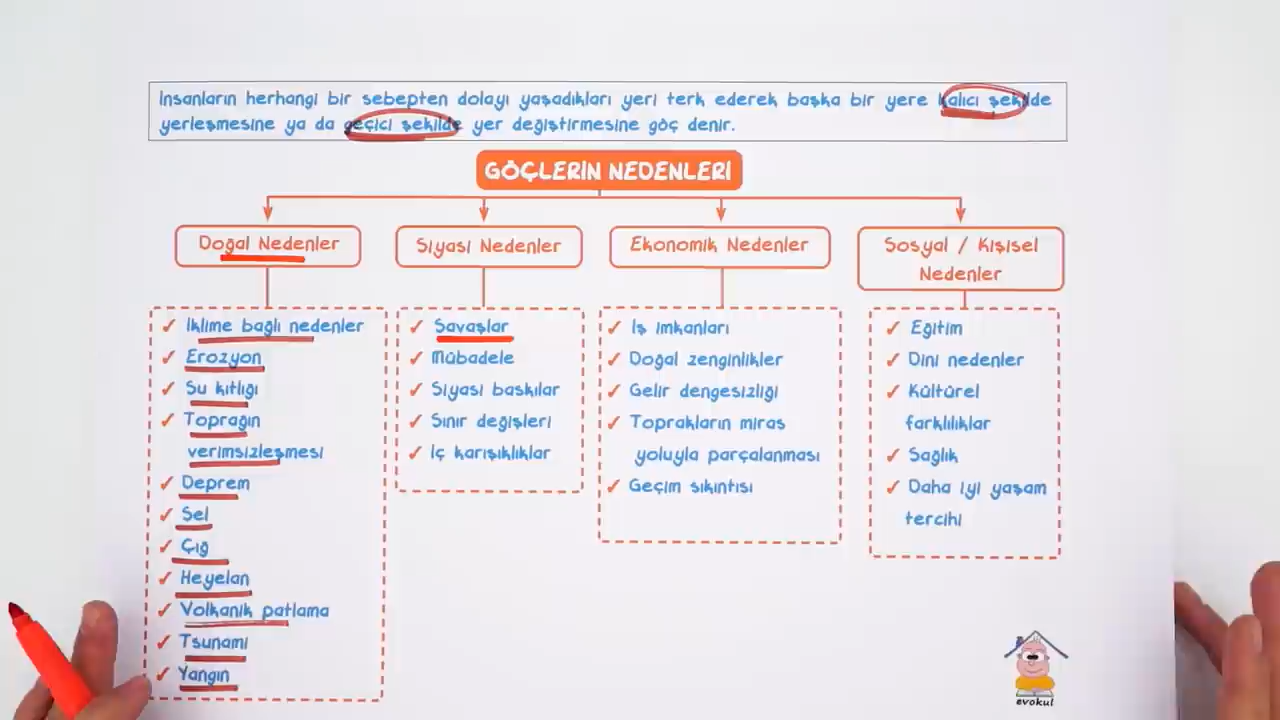 İnsanların herhangi bir sebepten dolayı yaşadıkları yeri terk ederek başka bir yere kalıcı şekilde
yerleşmesine ya da geçici şekilde yer değiştirmesine göç denir.
GÖÇLERİN NEDENLERİ
Doğal Nedenler
İklime bağlı nedenler
Erozyon
Su kıtlığı
Toprağın
verimsizleşmesi
Deprem
Sel
Çığ
Heyelan
Volkanik patlama
Tsunami
Yangın
Siyasi Nedenler
Savaşlar
Mübadele
Siyasi baskılar
Sınır değişleri
İç karışıklıklar
Ekonomik Nedenler
İş imkanları
Doğal zenginlikler
Gelir dengesizliği
Toprakların miras
yoluyla parçalanması
Geçim sıkıntısı
Sosyal / Kişisel
Nedenler
Eğitim
Dini nedenler
Kültürel
farklılıklar
Sağlık
Daha iyi yaşam
tercihi
evokul